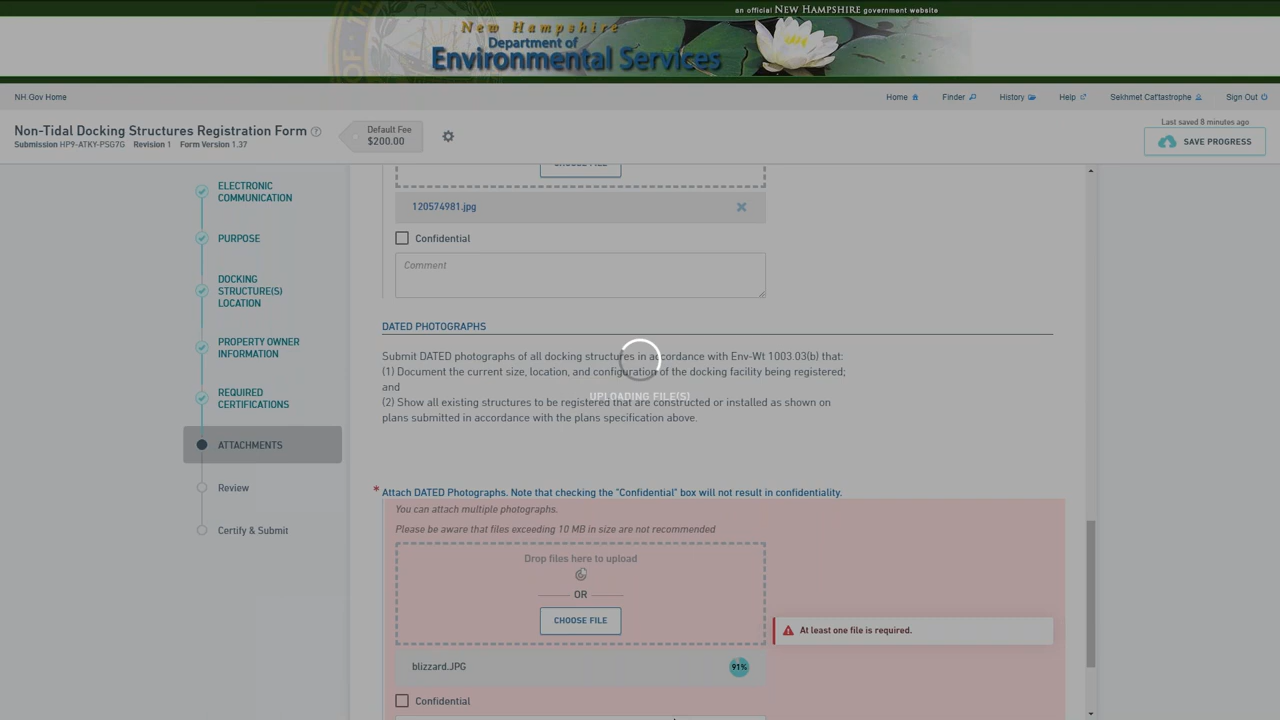 an official NEW HAMPSHIRE government website
New Hampshire
Department of
Environmental Services
NH.Gov Home
Home
Finder
History
Help
Sekhmet Cat'tastrophe
Sign Out
Non-Tidal Docking Structures Registration Form
Submission HP9-ATKY-PSG7G Revision 1 Form Version 1.37
Default Fee
$200.00
Last saved 8 minutes ago
SAVE PROGRESS
ELECTRONIC
COMMUNICATION
PURPOSE
DOCKING
STRUCTURE(S)
LOCATION
PROPERTY OWNER
INFORMATION
REQUIRED
CERTIFICATIONS
ATTACHMENTS
Review
Certify & Submit
CHOOSE FILE
120574981.jpg
Confidential
Comment
DATED PHOTOGRAPHS
Submit DATED photographs of all docking structures in accordance with Env-Wt 1003.03(b) that:
(1) Document the current size, location, and configuration of the docking facility being registered;
and
(2) Show all existing structures to be registered that are constructed or installed as shown on
plans submitted in accordance with the plans specification above.
UPLOADING FILE(S)
* Attach DATED Photographs. Note that checking the "Confidential" box will not result in confidentiality.
You can attach multiple photographs.
Please be aware that files exceeding 10 MB in size are not recommended
Drop files here to upload
OR
CHOOSE FILE
At least one file is required.
blizzard.JPG
91%
Confidential